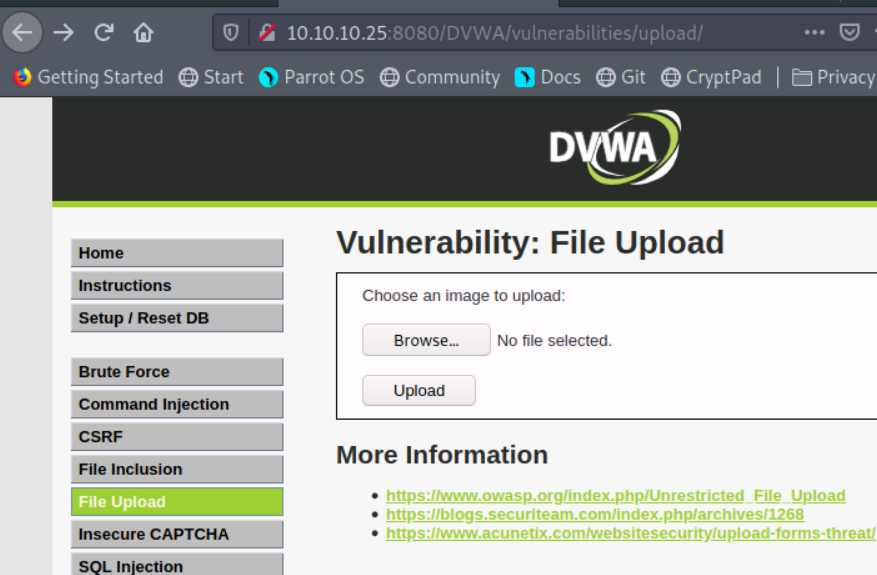 10.10.10.25:8080/DVWA/vulnerabilities/upload/
Getting Started Start Parrot OS Community Docs Git CryptPad Privacy
DVWA
Home
Instructions
Setup / Reset DB
Brute Force
Command Injection
CSRF
File Inclusion
File Upload
Insecure CAPTCHA
SQL Injection
Vulnerability: File Upload
Choose an image to upload:
Browse... No file selected.
Upload
More Information
https://www.owasp.org/index.php/Unrestricted_File_Upload
https://blogs.securiteam.com/index.php/archives/1268
https://www.acunetix.com/websitesecurity/upload-forms-threat/